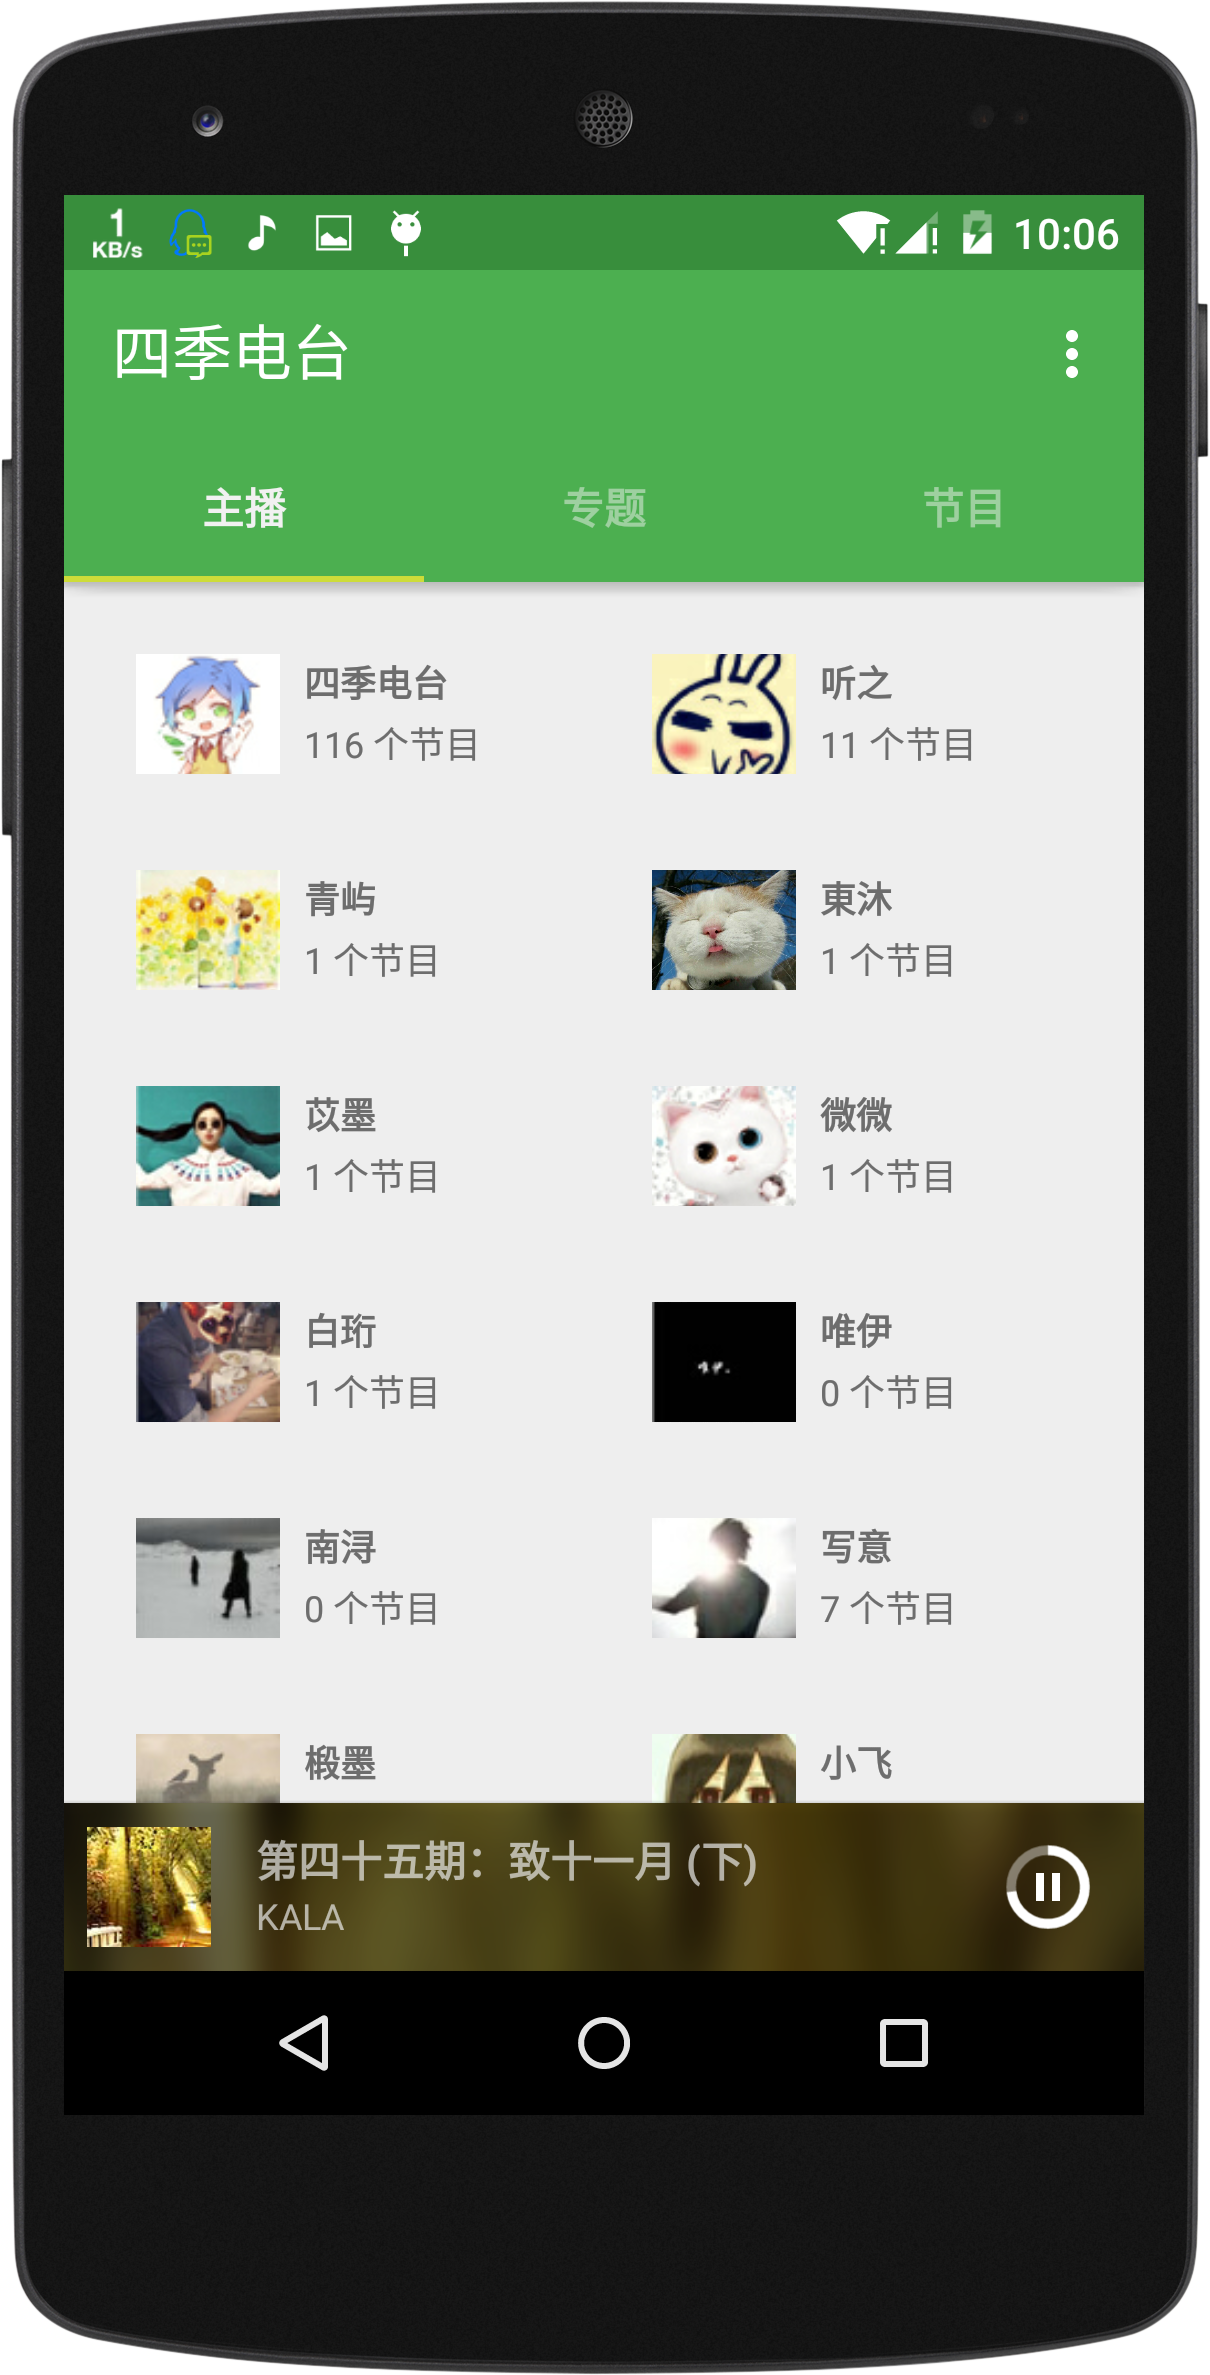 1
KB/s
10:06
四季电台
主播
专题
节目
四季电台
116 个节目
听之
11 个节目
青屿
1 个节目
東沐
1 个节目
苡墨
1 个节目
微微
1 个节目
白珩
1 个节目
唯伊
0 个节目
南浔
0 个节目
写意
7 个节目
椴墨
小飞
第四十五期：致十一月 (下)
KALA